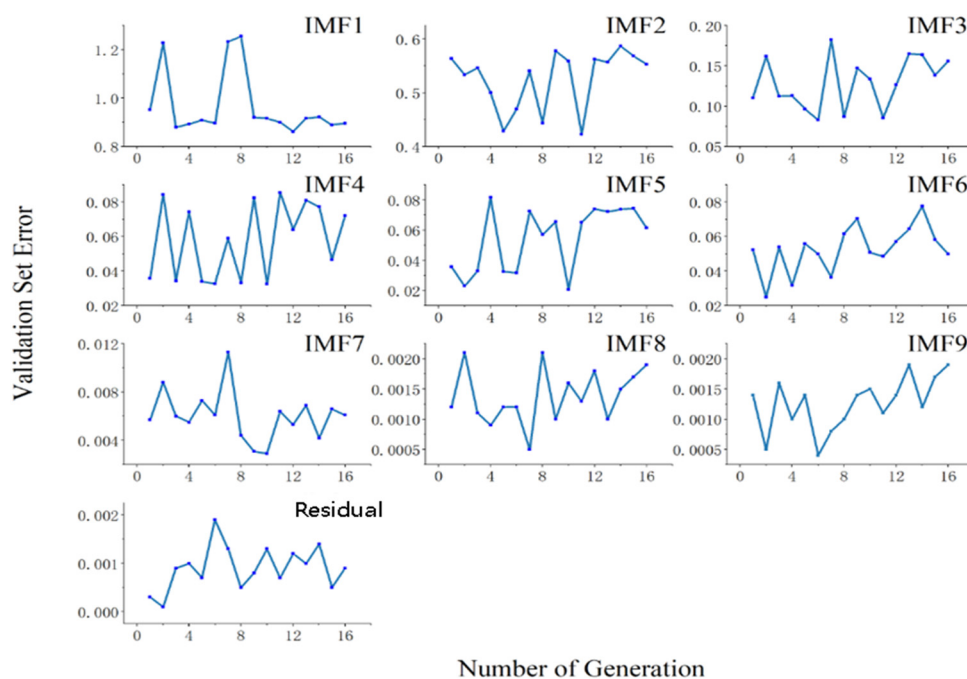 IMF1
1.2
1.0
0.8
0 4 8 12 16
IMF2
0.6
0.5
0.4
0 4 8 12 16
IMF3
0.20
0.15
0.10
0.05
0 4 8 12 16
IMF4
0.08
0.06
0.04
0.02
0 4 8 12 16
IMF5
0.08
0.06
0.04
0.02
0 4 8 12 16
IMF6
0.08
0.06
0.04
0.02
0 4 8 12 16
IMF7
0.012
0.008
0.004
0 4 8 12 16
IMF8
0.0020
0.0015
0.0010
0.0005
0 4 8 12 16
IMF9
0.0020
0.0015
0.0010
0.0005
0 4 8 12 16
Residual
0.002
0.001
0.000
0 4 8 12 16
Validation Set Error
Number of Generation